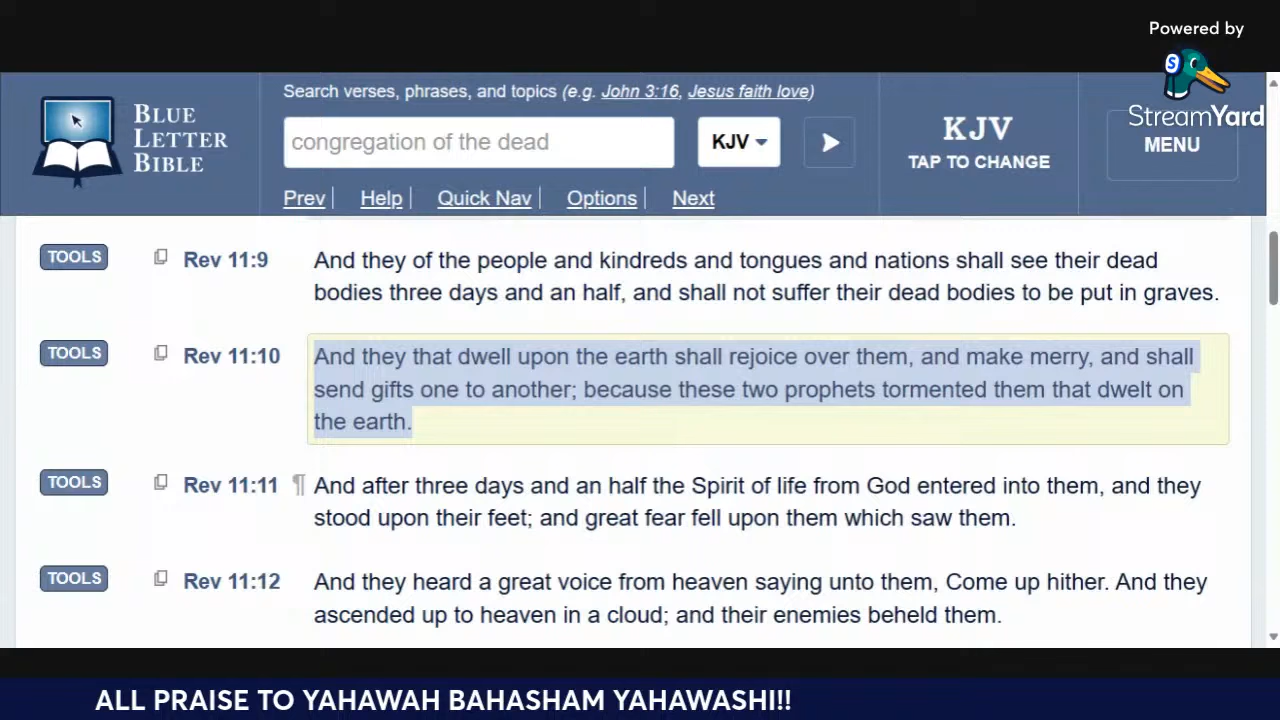 Powered by
StreamYard
BLUE
LETTER
BIBLE
Search verses, phrases, and topics (e.g. John 3:16, Jesus faith love)
congregation of the dead
KJV
Prev
Help
Quick Nav
Options
Next
KJV
TAP TO CHANGE
MENU
TOOLS Rev 11:9 And they of the people and kindreds and tongues and nations shall see their dead
bodies three days and an half, and shall not suffer their dead bodies to be put in graves.
TOOLS Rev 11:10 And they that dwell upon the earth shall rejoice over them, and make merry, and shall
send gifts one to another; because these two prophets tormented them that dwelt on
the earth.
TOOLS Rev 11:11 ¶ And after three days and an half the Spirit of life from God entered into them, and they
stood upon their feet; and great fear fell upon them which saw them.
TOOLS Rev 11:12 And they heard a great voice from heaven saying unto them, Come up hither. And they
ascended up to heaven in a cloud; and their enemies beheld them.
ALL PRAISE TO YAHAWAH BAHASHAM YAHAWASHI!!